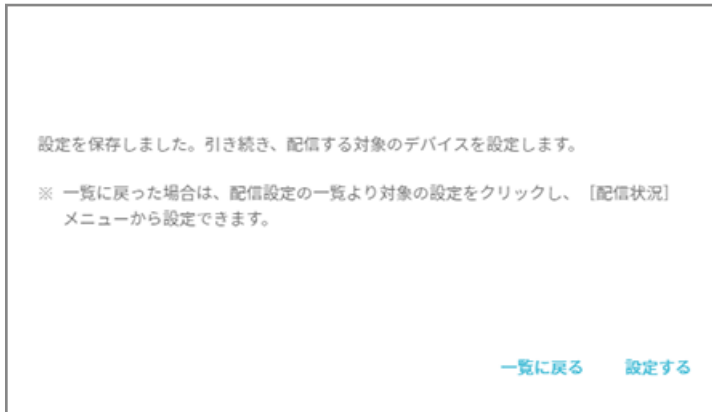 設定を保存しました。引き続き、配信する対象のデバイスを設定します。
※ 一覧に戻った場合は、配信設定の一覧より対象の設定をクリックし、［配信状況］
メニューから設定できます。
一覧に戻る 設定する